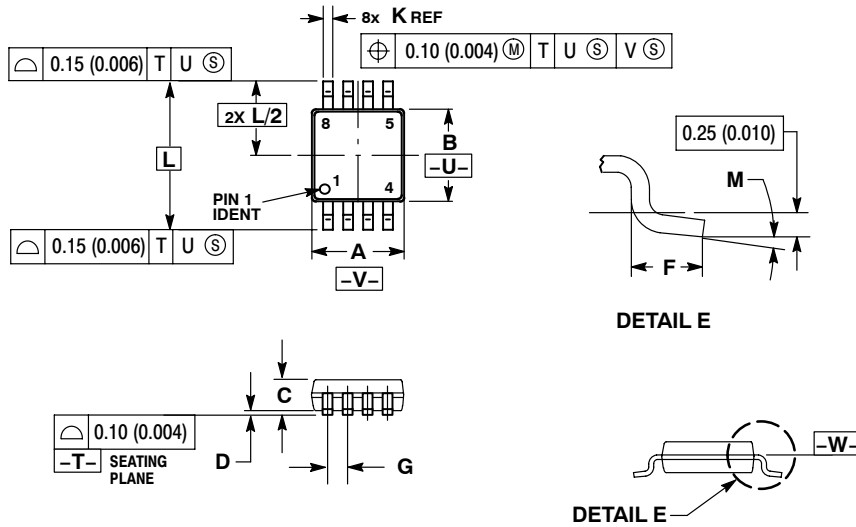 8x K REF
0.15 (0.006) T U Ⓢ
⌖ 0.10 (0.004) Ⓜ T U Ⓢ V Ⓢ
2X L/2
8 5
B
–U–
L
PIN 1
IDENT
1 4
0.15 (0.006) T U Ⓢ
A
–V–
0.25 (0.010)
M
F
DETAIL E
C
0.10 (0.004)
–T– SEATING
PLANE
D
G
–W–
DETAIL E